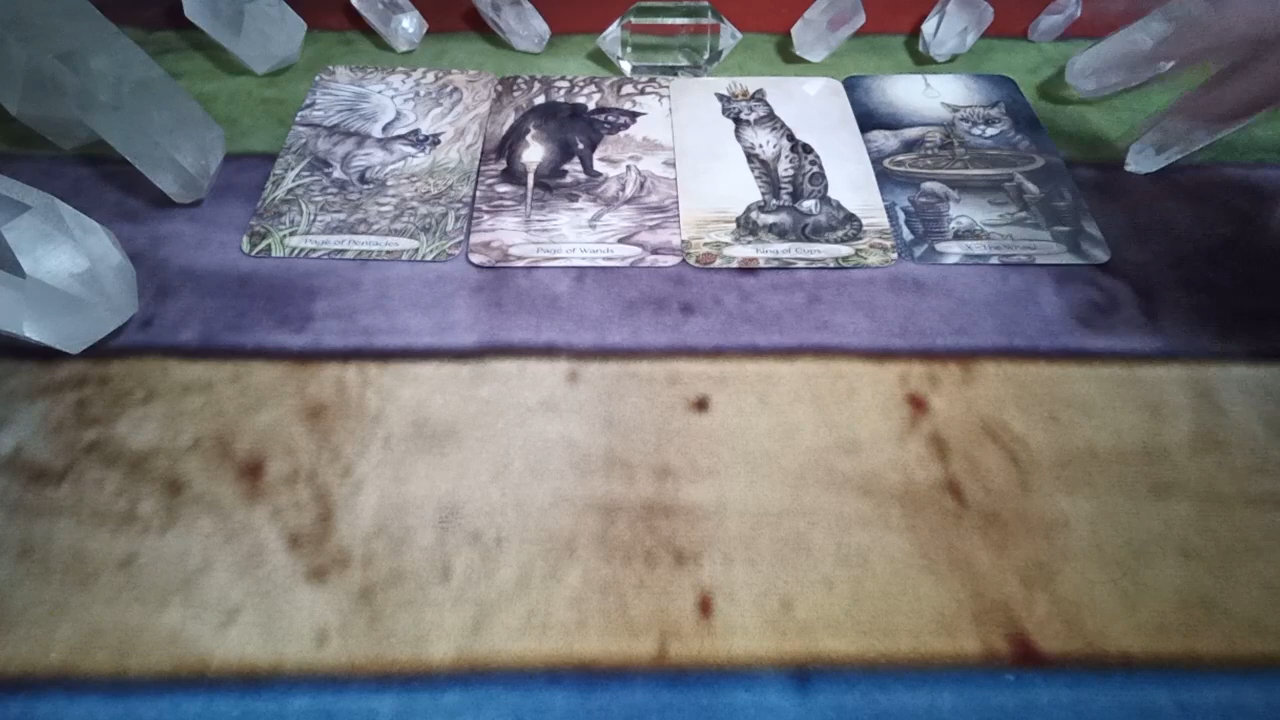 Page of Pentacles
Page of Wands
King of Cups
X - The Wheel